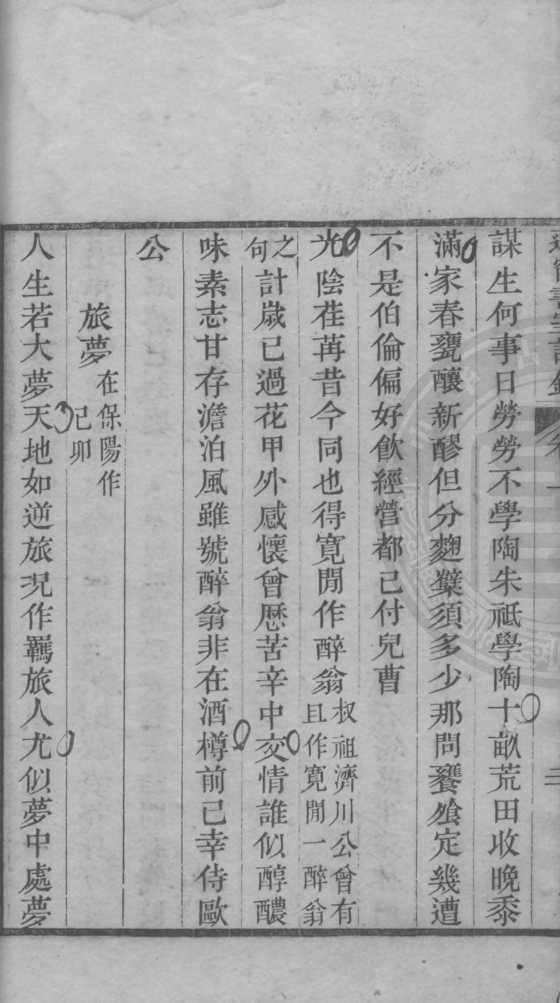 謀生何事日勞勞不學陶朱祗學陶十畝荒田收晚黍
滿家春甕釀新醪但分麴糵須多少那問饔飧定幾遭
不是伯倫偏好飲經營都已付兒曹
光陰荏苒昔今同也得寬閒作醉翁叔祖濟川公曾有且作寬閒一醉翁
之句計歲已過花甲外感懷曾歷苦辛中交情誰似醇醲
味素志甘存澹泊風雖號醉翁非在酒樽前已幸侍歐
公
旅夢在保陽作己卯
人生若大夢天地如逆旅況作羈旅人尤似夢中處夢